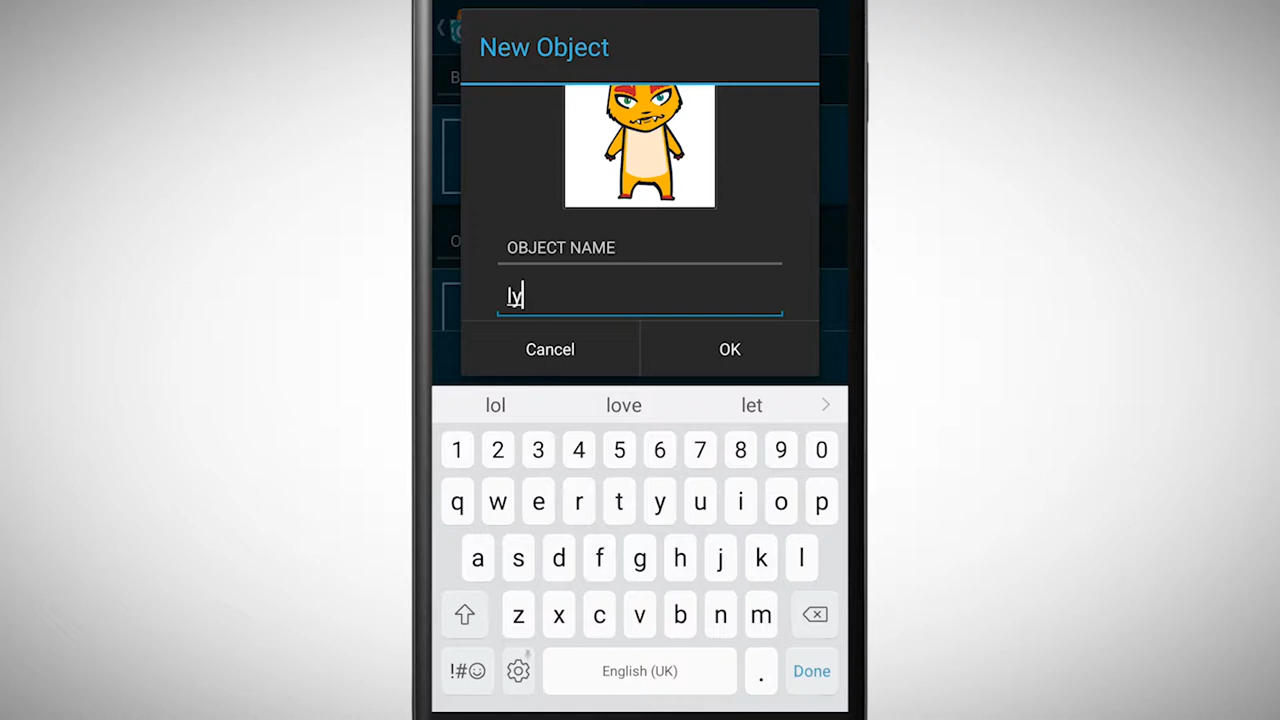 New Object
B
OBJECT NAME
O
ly
Cancel
OK
lol
love
let
1 2 3 4 5 6 7 8 9 0
q w e r t y u i o p
a s d f g h j k l
z x c v b n m
!#☺
English (UK)
.
Done